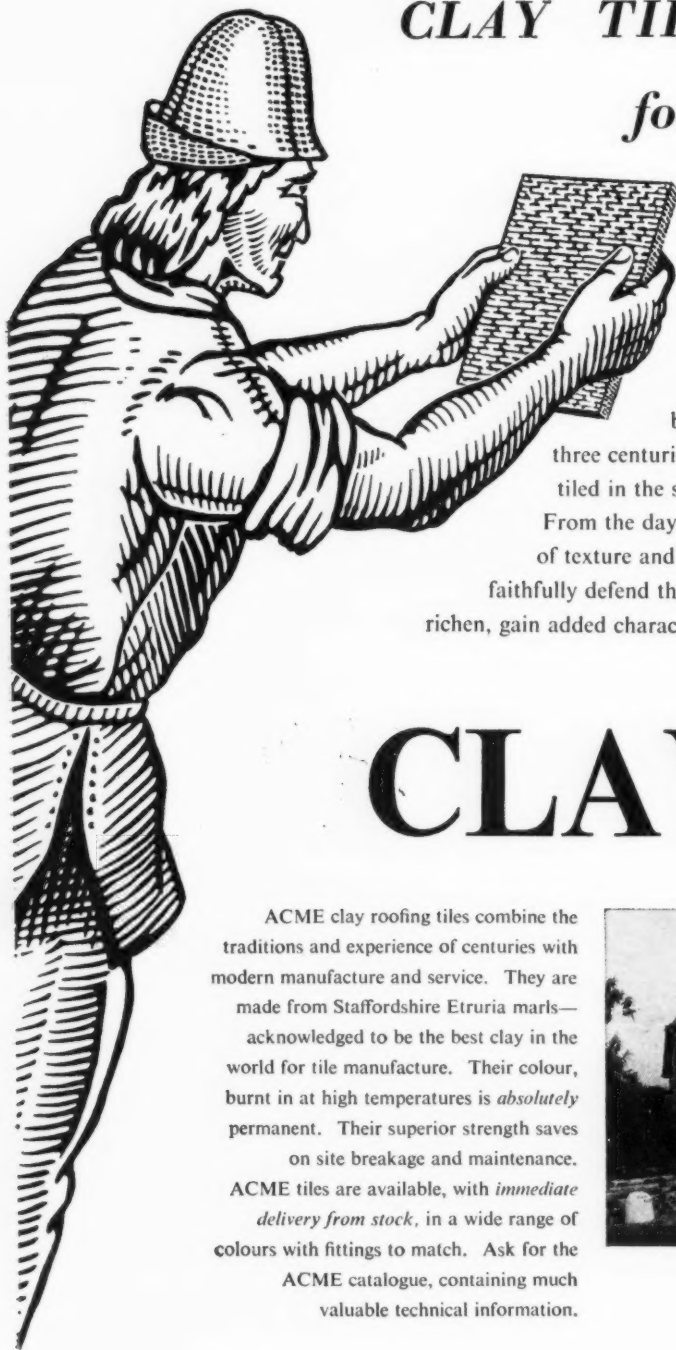 CLAY
fo
three centuri
tiled in the s
From the day
of texture and
faithfully defend th
richen, gain added charac
CLAY
ACME clay roofing tiles combine the
traditions and experience of centuries with
modern manufacture and service. They are
made from Staffordshire Etruria marls—
acknowledged to be the best clay in the
world for tile manufacture. Their colour,
burnt in at high temperatures is absolutely
permanent. Their superior strength saves
on site breakage and maintenance.
ACME tiles are available, with immediate
delivery from stock, in a wide range of
colours with fittings to match. Ask for the
ACME catalogue, containing much
valuable technical information.